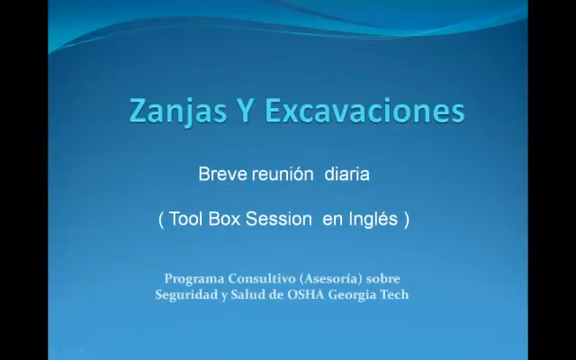 Zanjas Y Excavaciones
Breve reunión diaria
( Tool Box Session en Inglés )
Programa Consultivo (Asesoría) sobre
Seguridad y Salud de OSHA Georgia Tech